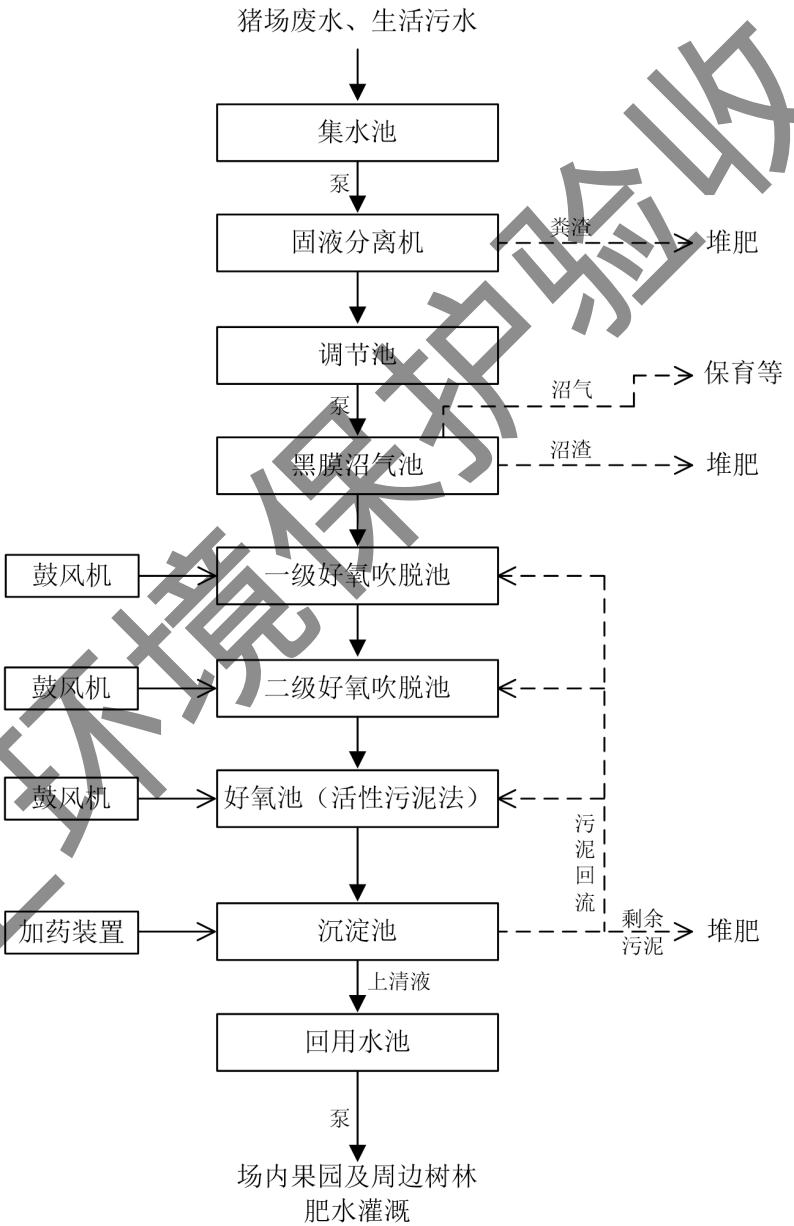 猪场废水、生活污水
集水池
泵
固液分离机
粪渣
堆肥
调节池
泵
沼气
保育等
黑膜沼气池
沼渣
堆肥
鼓风机
一级好氧吹脱池
鼓风机
二级好氧吹脱池
鼓风机
好氧池（活性污泥法）
污泥回流
加药装置
沉淀池
剩余
污泥
堆肥
上清液
回用水池
泵
场内果园及周边树林
肥水灌溉
环境保护验收